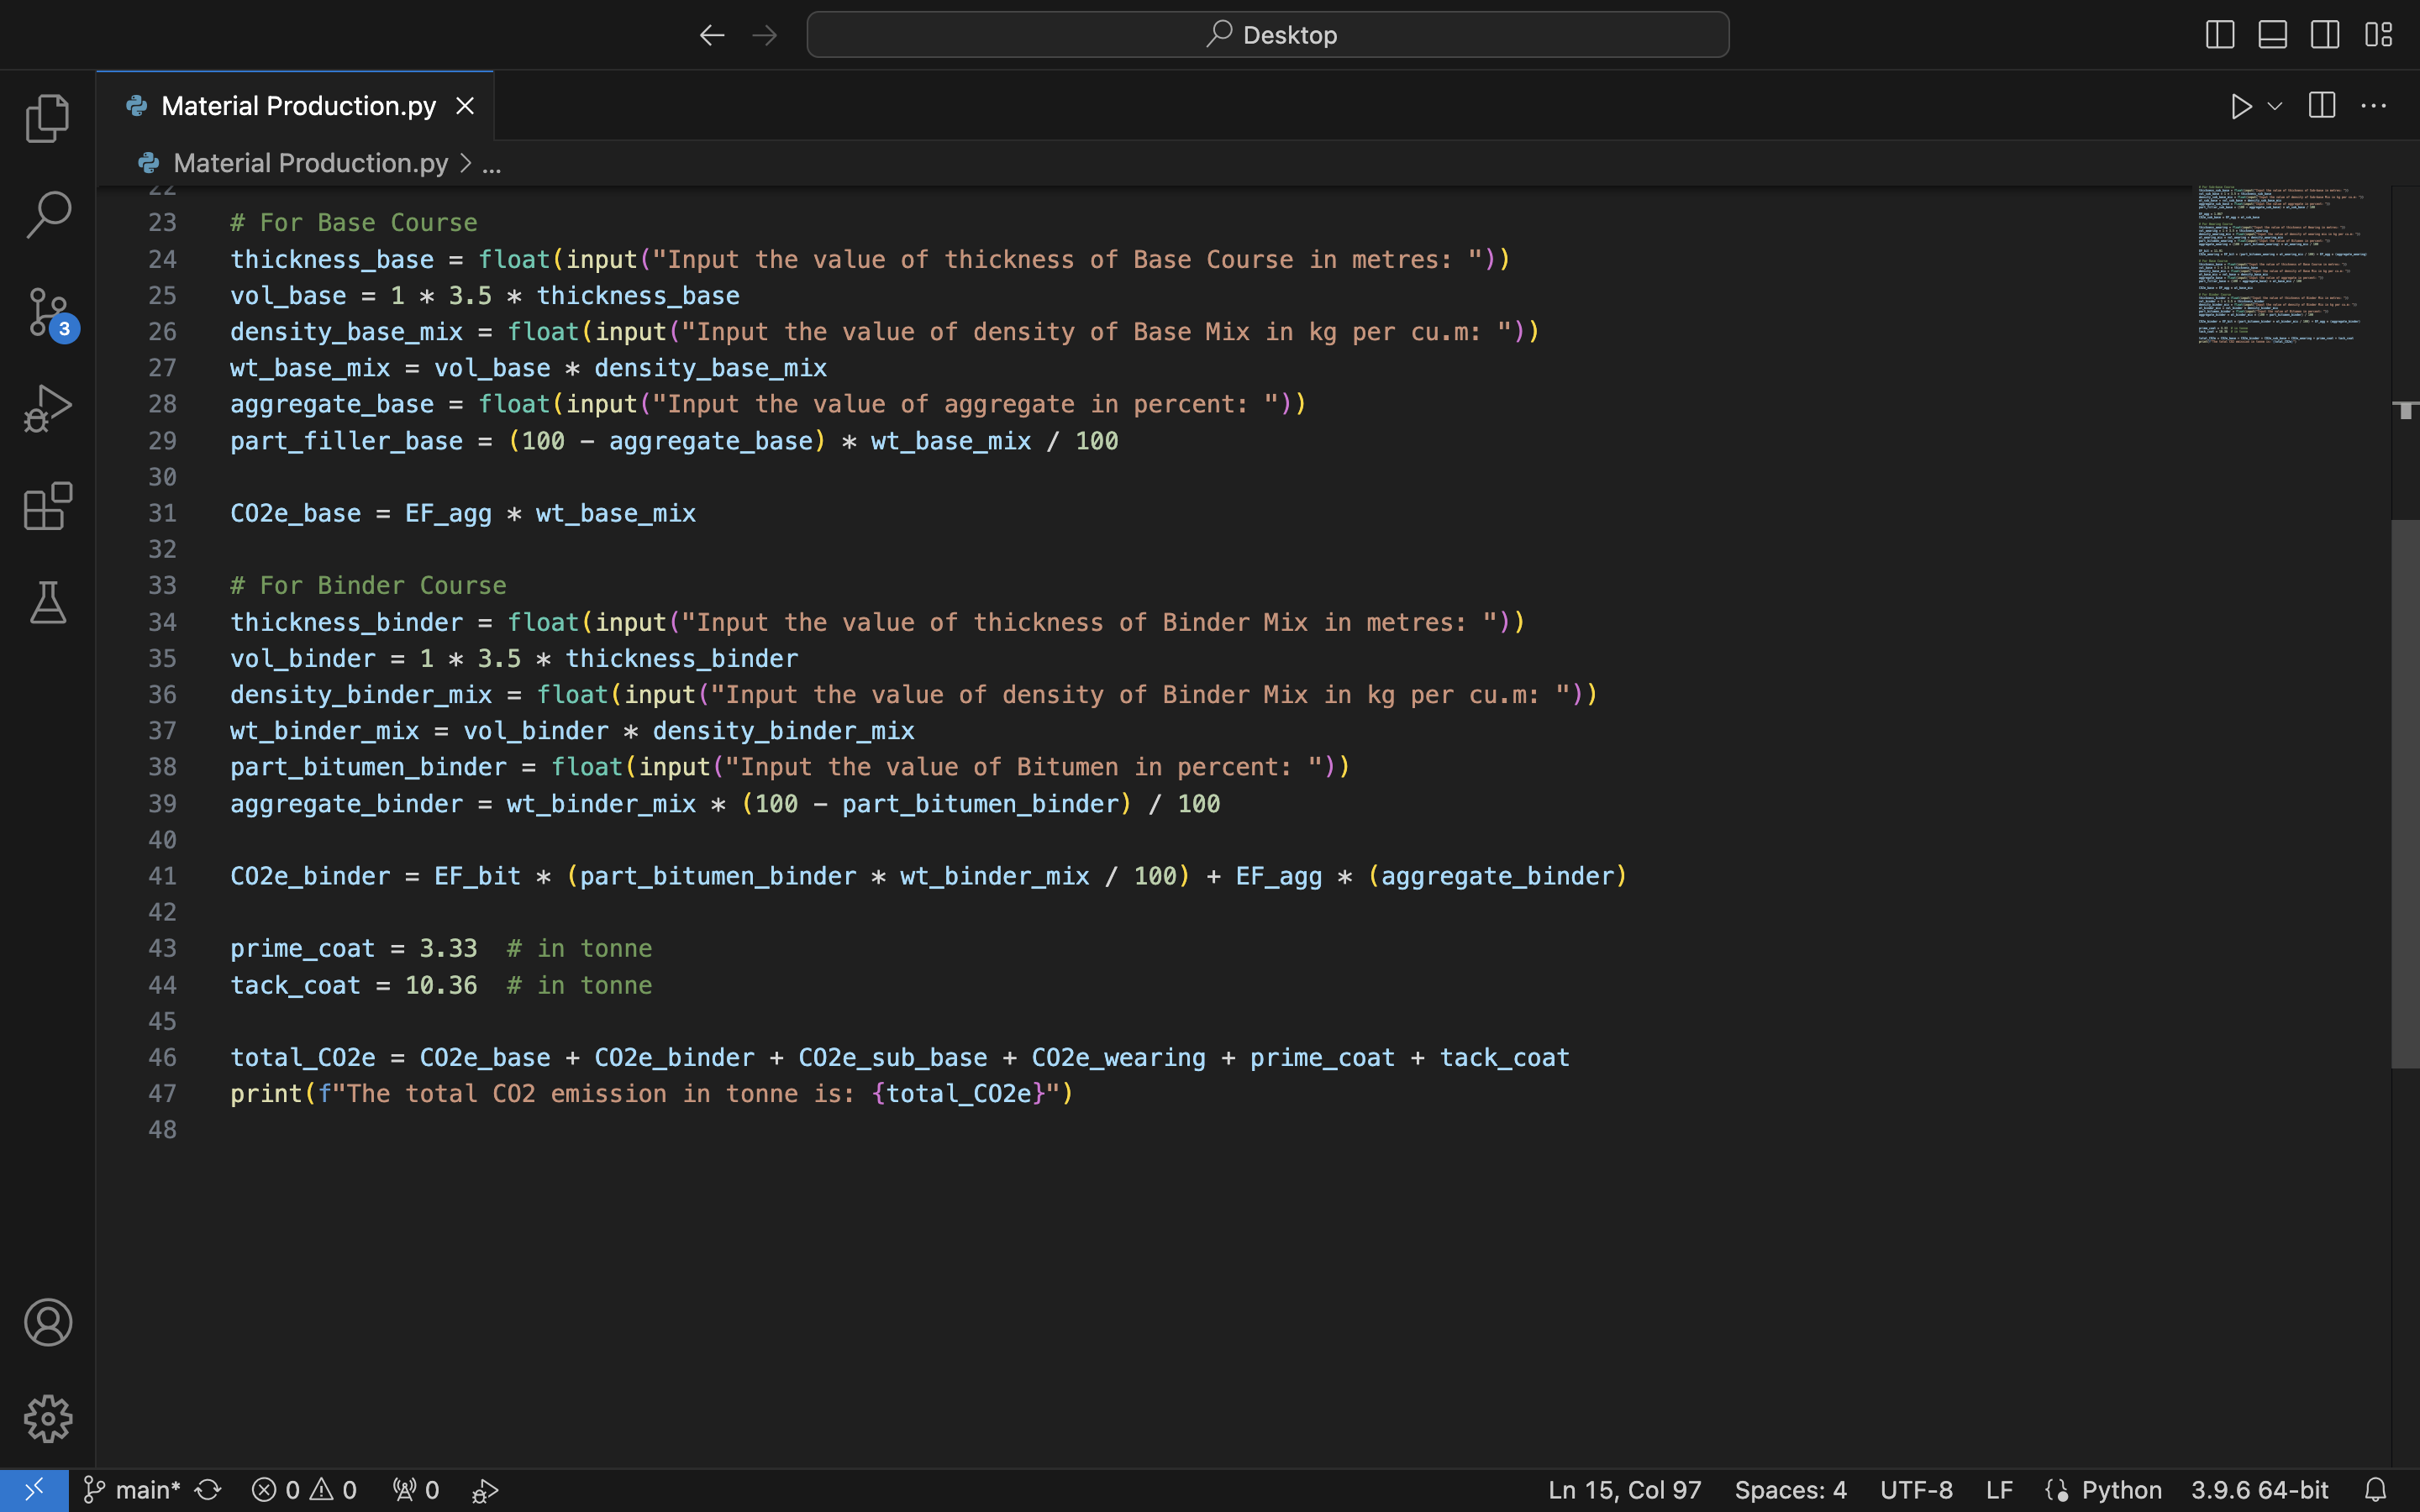 Desktop
Material Production.py
Material Production.py > ...
22
23 # For Base Course
24 thickness_base = float(input("Input the value of thickness of Base Course in metres: "))
25 vol_base = 1 * 3.5 * thickness_base
26 density_base_mix = float(input("Input the value of density of Base Mix in kg per cu.m: "))
27 wt_base_mix = vol_base * density_base_mix
28 aggregate_base = float(input("Input the value of aggregate in percent: "))
29 part_filler_base = (100 - aggregate_base) * wt_base_mix / 100
30
31 CO2e_base = EF_agg * wt_base_mix
32
33 # For Binder Course
34 thickness_binder = float(input("Input the value of thickness of Binder Mix in metres: "))
35 vol_binder = 1 * 3.5 * thickness_binder
36 density_binder_mix = float(input("Input the value of density of Binder Mix in kg per cu.m: "))
37 wt_binder_mix = vol_binder * density_binder_mix
38 part_bitumen_binder = float(input("Input the value of Bitumen in percent: "))
39 aggregate_binder = wt_binder_mix * (100 - part_bitumen_binder) / 100
40
41 CO2e_binder = EF_bit * (part_bitumen_binder * wt_binder_mix / 100) + EF_agg * (aggregate_binder)
42
43 prime_coat = 3.33 # in tonne
44 tack_coat = 10.36 # in tonne
45
46 total_CO2e = CO2e_base + CO2e_binder + CO2e_sub_base + CO2e_wearing + prime_coat + tack_coat
47 print(f"The total CO2 emission in tonne is: {total_CO2e}")
48
3
main* 0 0 0 Ln 15, Col 97 Spaces: 4 UTF-8 LF Python 3.9.6 64-bit